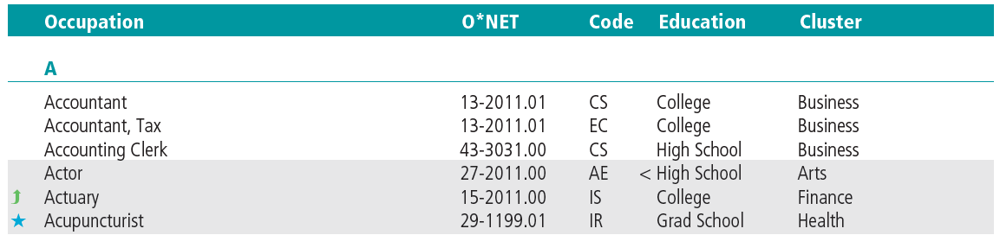 Occupation O*NET Code Education Cluster
A
Accountant 13-2011.01 CS College Business
Accountant, Tax 13-2011.01 EC College Business
Accounting Clerk 43-3031.00 CS High School Business
Actor 27-2011.00 AE < High School Arts
Actuary 15-2011.00 IS College Finance
Acupuncturist 29-1199.01 IR Grad School Health